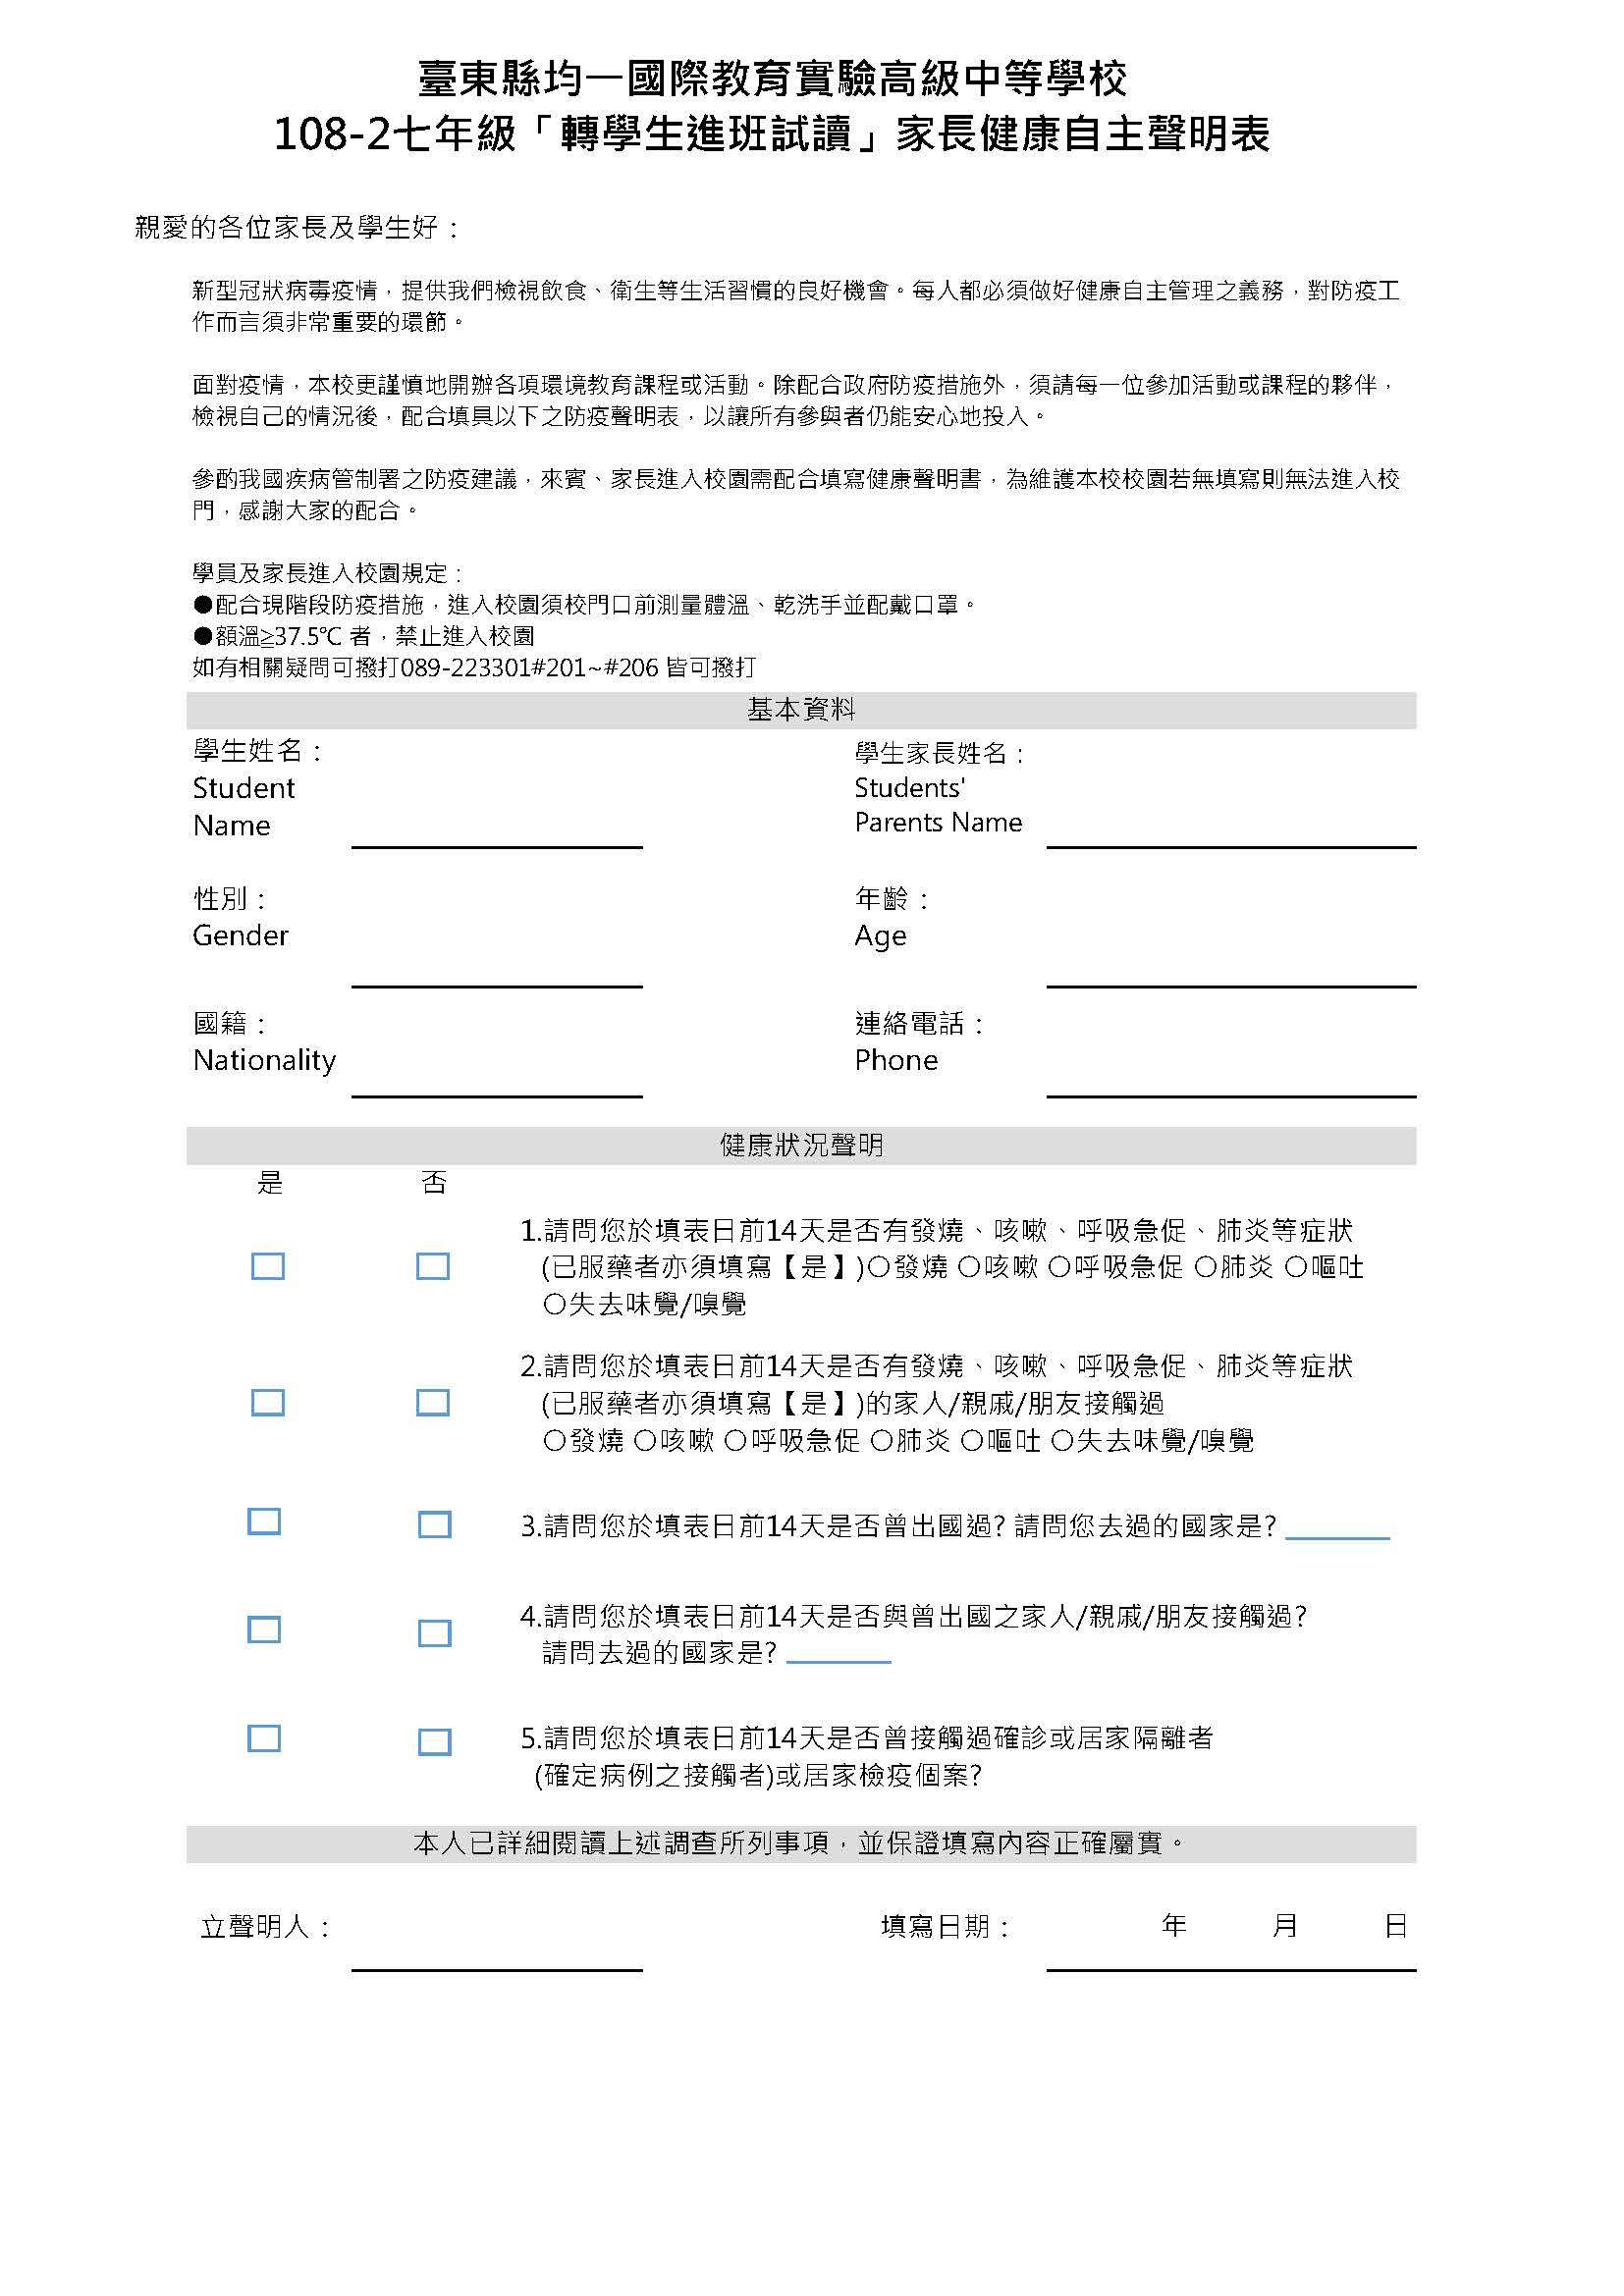 臺東縣均一國際教育實驗高級中等學校
108-2七年級「轉學生進班試讀」家長健康自主聲明表
親愛的各位家長及學生好：
新型冠狀病毒疫情，提供我們檢視飲食、衛生等生活習慣的良好機會。每人都必須做好健康自主管理之義務，對防疫工
作而言須非常重要的環節。
面對疫情，本校更謹慎地開辦各項環境教育課程或活動。除配合政府防疫措施外，須請每一位參加活動或課程的夥伴，
檢視自己的情況後，配合填具以下之防疫聲明表，以讓所有參與者仍能安心地投入。
參酌我國疾病管制署之防疫建議，來賓、家長進入校園需配合填寫健康聲明書，為維護本校校園若無填寫則無法進入校
門，感謝大家的配合。
學員及家長進入校園規定：
●配合現階段防疫措施，進入校園須校門口前測量體溫、乾洗手並配戴口罩。
●額溫≧37.5℃ 者，禁止進入校園
如有相關疑問可撥打089-223301#201~#206 皆可撥打
基本資料
學生姓名： 學生家長姓名：
Student Students'
Name Parents Name
性別： 年齡：
Gender Age
國籍： 連絡電話：
Nationality Phone
健康狀況聲明
是 否
1.請問您於填表日前14天是否有發燒、咳嗽、呼吸急促、肺炎等症狀
(已服藥者亦須填寫【是】)○發燒 ○咳嗽 ○呼吸急促 ○肺炎 ○嘔吐
○失去味覺/嗅覺
2.請問您於填表日前14天是否有發燒、咳嗽、呼吸急促、肺炎等症狀
(已服藥者亦須填寫【是】)的家人/親戚/朋友接觸過
○發燒 ○咳嗽 ○呼吸急促 ○肺炎 ○嘔吐 ○失去味覺/嗅覺
3.請問您於填表日前14天是否曾出國過? 請問您去過的國家是?
4.請問您於填表日前14天是否與曾出國之家人/親戚/朋友接觸過?
請問去過的國家是?
5.請問您於填表日前14天是否曾接觸過確診或居家隔離者
(確定病例之接觸者)或居家檢疫個案?
本人已詳細閱讀上述調查所列事項，並保證填寫內容正確屬實。
立聲明人： 填寫日期： 年 月 日